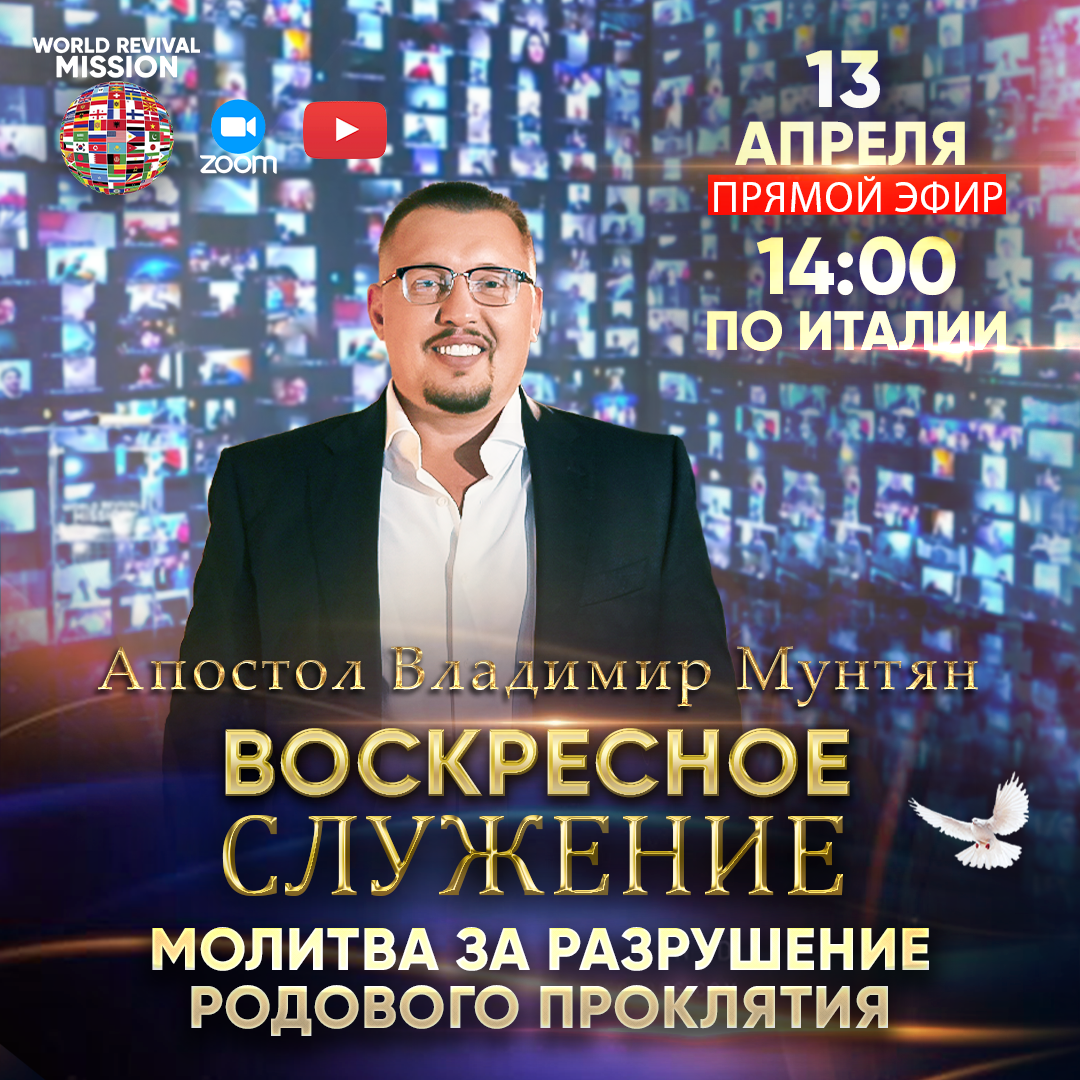 WORLD REVIVAL
MISSION
zoom
13
АПРЕЛЯ
ПРЯМОЙ ЭФИР
14:00
ПО ИТАЛИИ
Апостол Владимир Мунтян
ВОСКРЕСНОЕ
СЛУЖЕНИЕ
МОЛИТВА ЗА РАЗРУШЕНИЕ
РОДОВОГО ПРОКЛЯТИЯ